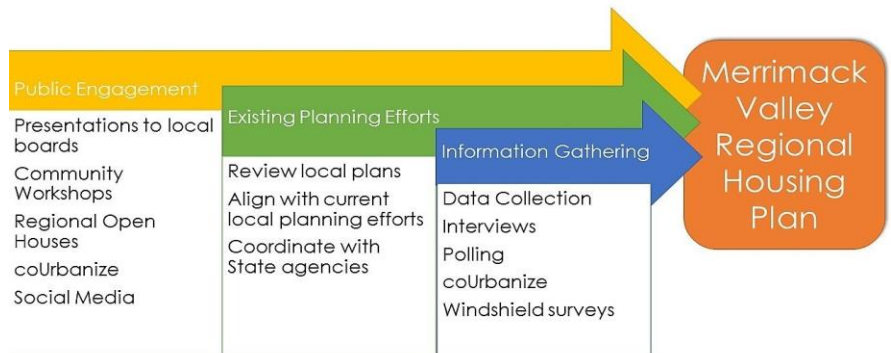 Public Engagement
Presentations to local
boards
Community
Workshops
Regional Open
Houses
coUrbanize
Social Media
Existing Planning Efforts
Review local plans
Align with current
local planning efforts
Coordinate with
State agencies
Information Gathering
Data Collection
Interviews
Polling
coUrbanize
Windshield surveys
Merrimack
Valley
Regional
Housing
Plan